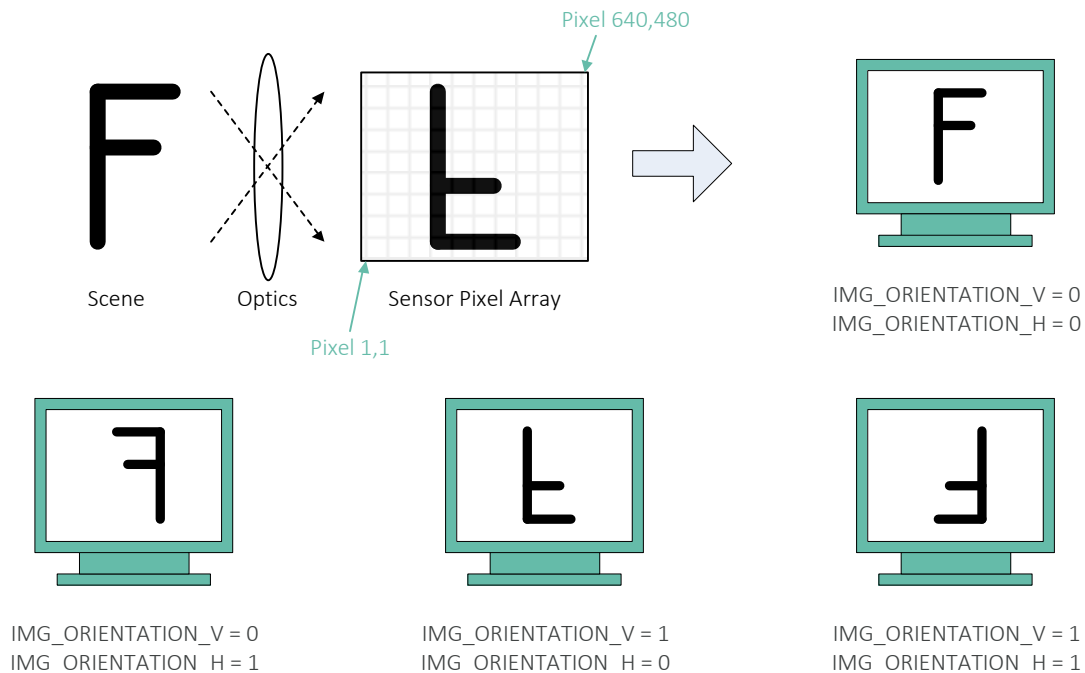 Pixel 640,480
Scene
Optics
Sensor Pixel Array
Pixel 1,1
IMG_ORIENTATION_V = 0
IMG_ORIENTATION_H = 0
IMG_ORIENTATION_V = 0
IMG_ORIENTATION_H = 1
IMG_ORIENTATION_V = 1
IMG_ORIENTATION_H = 0
IMG_ORIENTATION_V = 1
IMG_ORIENTATION_H = 1